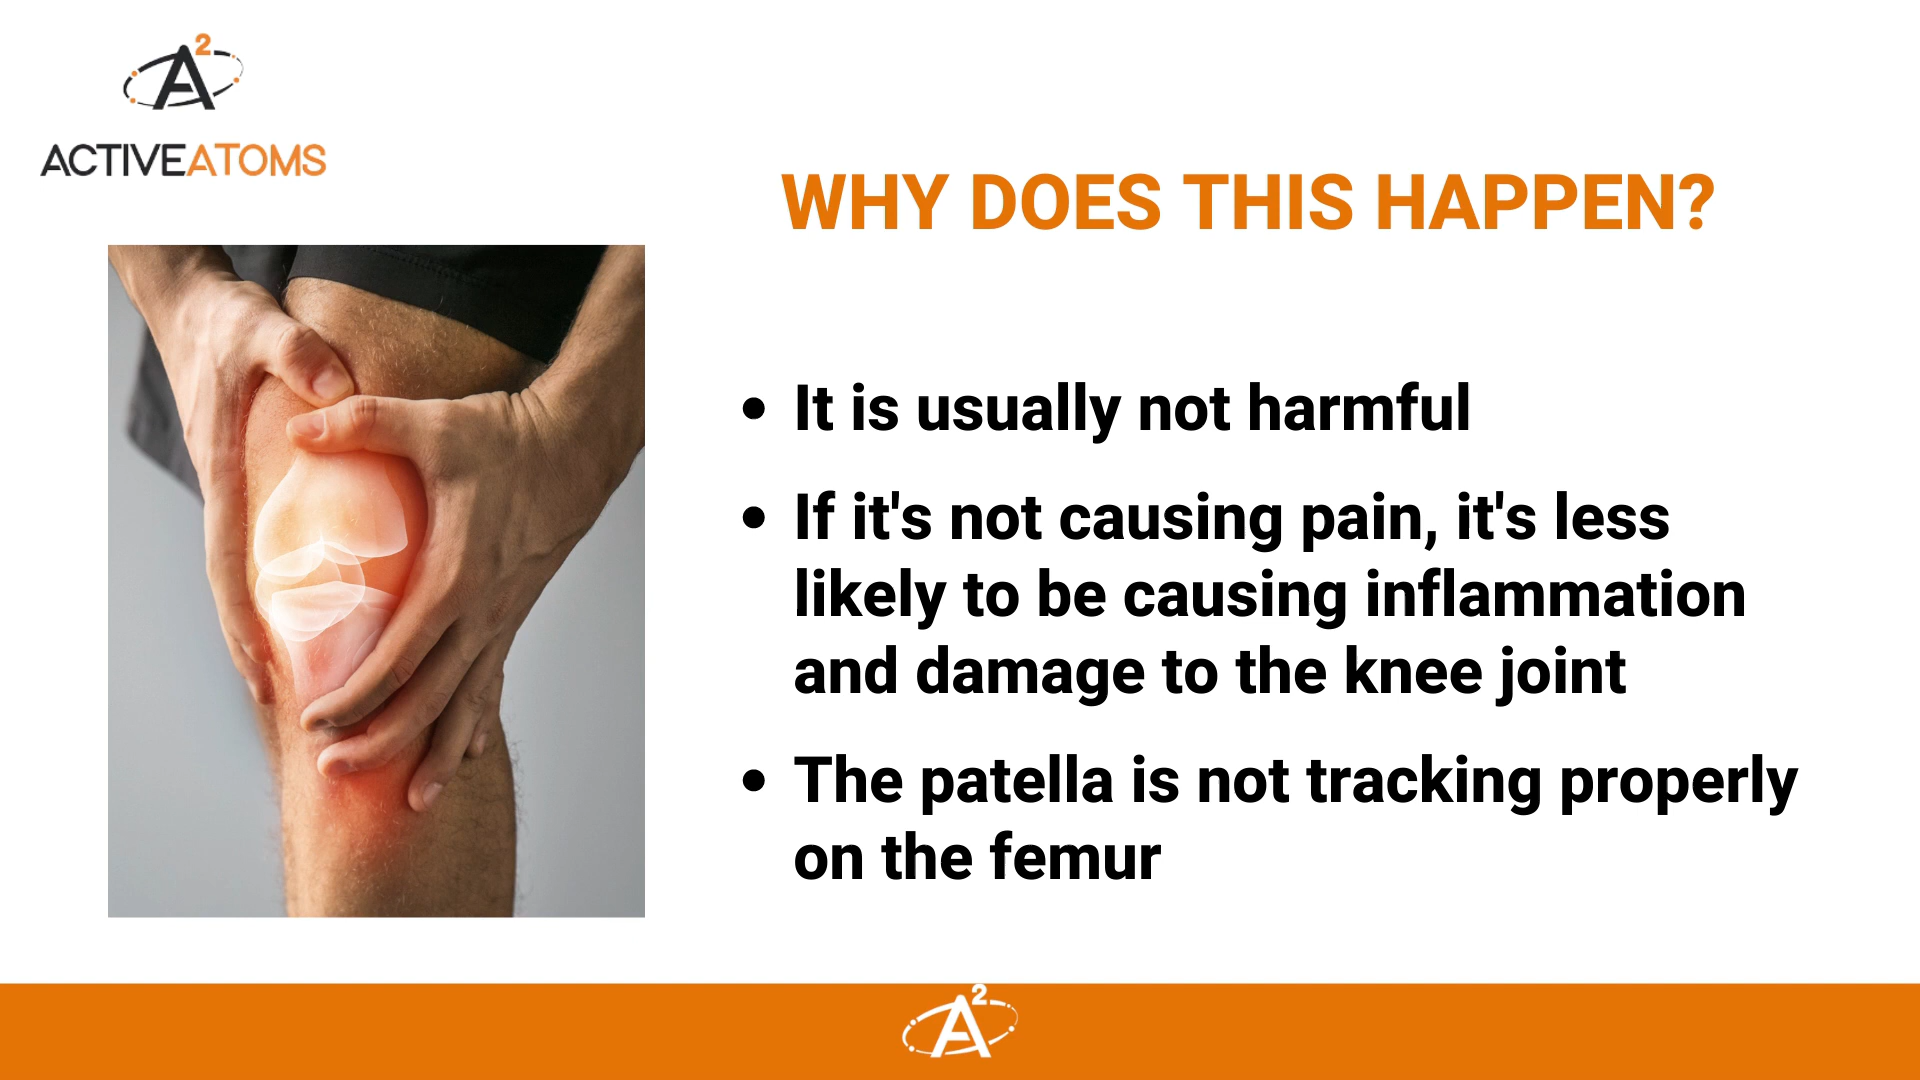 A2
ACTIVEATOMS
WHY DOES THIS HAPPEN?
• It is usually not harmful
• If it's not causing pain, it's less
likely to be causing inflammation
and damage to the knee joint
• The patella is not tracking properly
on the femur
A2